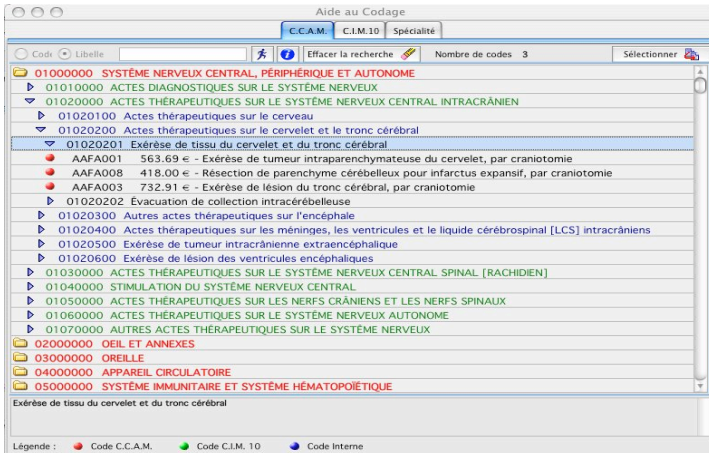 Aide au Codage
C.C.A.M. C.I.M.10 Spécialité
Code Libelle Effacer la recherche Nombre de codes 3 Sélectionner
01000000 SYSTÊME NERVEUX CENTRAL, PÉRIPHÉRIQUE ET AUTONOME
01010000 ACTES DIAGNOSTIQUES SUR LE SYSTÈME NERVEUX
01020000 ACTES THÉRAPEUTIQUES SUR LE SYSTÈME NERVEUX CENTRAL INTRACRÂNIEN
01020100 Actes thérapeutiques sur le cerveau
01020200 Actes thérapeutiques sur le cervelet et le tronc cérébral
01020201 Exérèse de tissu du cervelet et du tronc cérébral
AAFA001 563.69 € - Exérèse de tumeur intraparenchymateuse du cervelet, par craniotomie
AAFA008 418.00 € - Résection de parenchyme cérébelleux pour infarctus expansif, par craniotomie
AAFA003 732.91 € - Exérèse de lésion du tronc cérébral, par craniotomie
01020202 Évacuation de collection intracérébelleuse
01020300 Autres actes thérapeutiques sur l'encéphale
01020400 Actes thérapeutiques sur les méninges, les ventricules et le liquide cérébrospinal [LCS] intracrâniens
01020500 Exérèse de tumeur intracrânienne extraencéphalique
01020600 Exérèse de lésion des ventricules encéphaliques
01030000 ACTES THÉRAPEUTIQUES SUR LE SYSTÈME NERVEUX CENTRAL SPINAL [RACHIDIEN]
01040000 STIMULATION DU SYSTÈME NERVEUX CENTRAL
01050000 ACTES THÉRAPEUTIQUES SUR LES NERFS CRÂNIENS ET LES NERFS SPINAUX
01060000 ACTES THÉRAPEUTIQUES SUR LE SYSTÈME NERVEUX AUTONOME
01070000 AUTRES ACTES THÉRAPEUTIQUES SUR LE SYSTÈME NERVEUX
02000000 OEIL ET ANNEXES
03000000 OREILLE
04000000 APPAREIL CIRCULATOIRE
05000000 SYSTÈME IMMUNITAIRE ET SYSTÈME HÉMATOPOÏÉTIQUE
Exérèse de tissu du cervelet et du tronc cérébral
Légende : Code C.C.A.M. Code C.I.M. 10 Code Interne